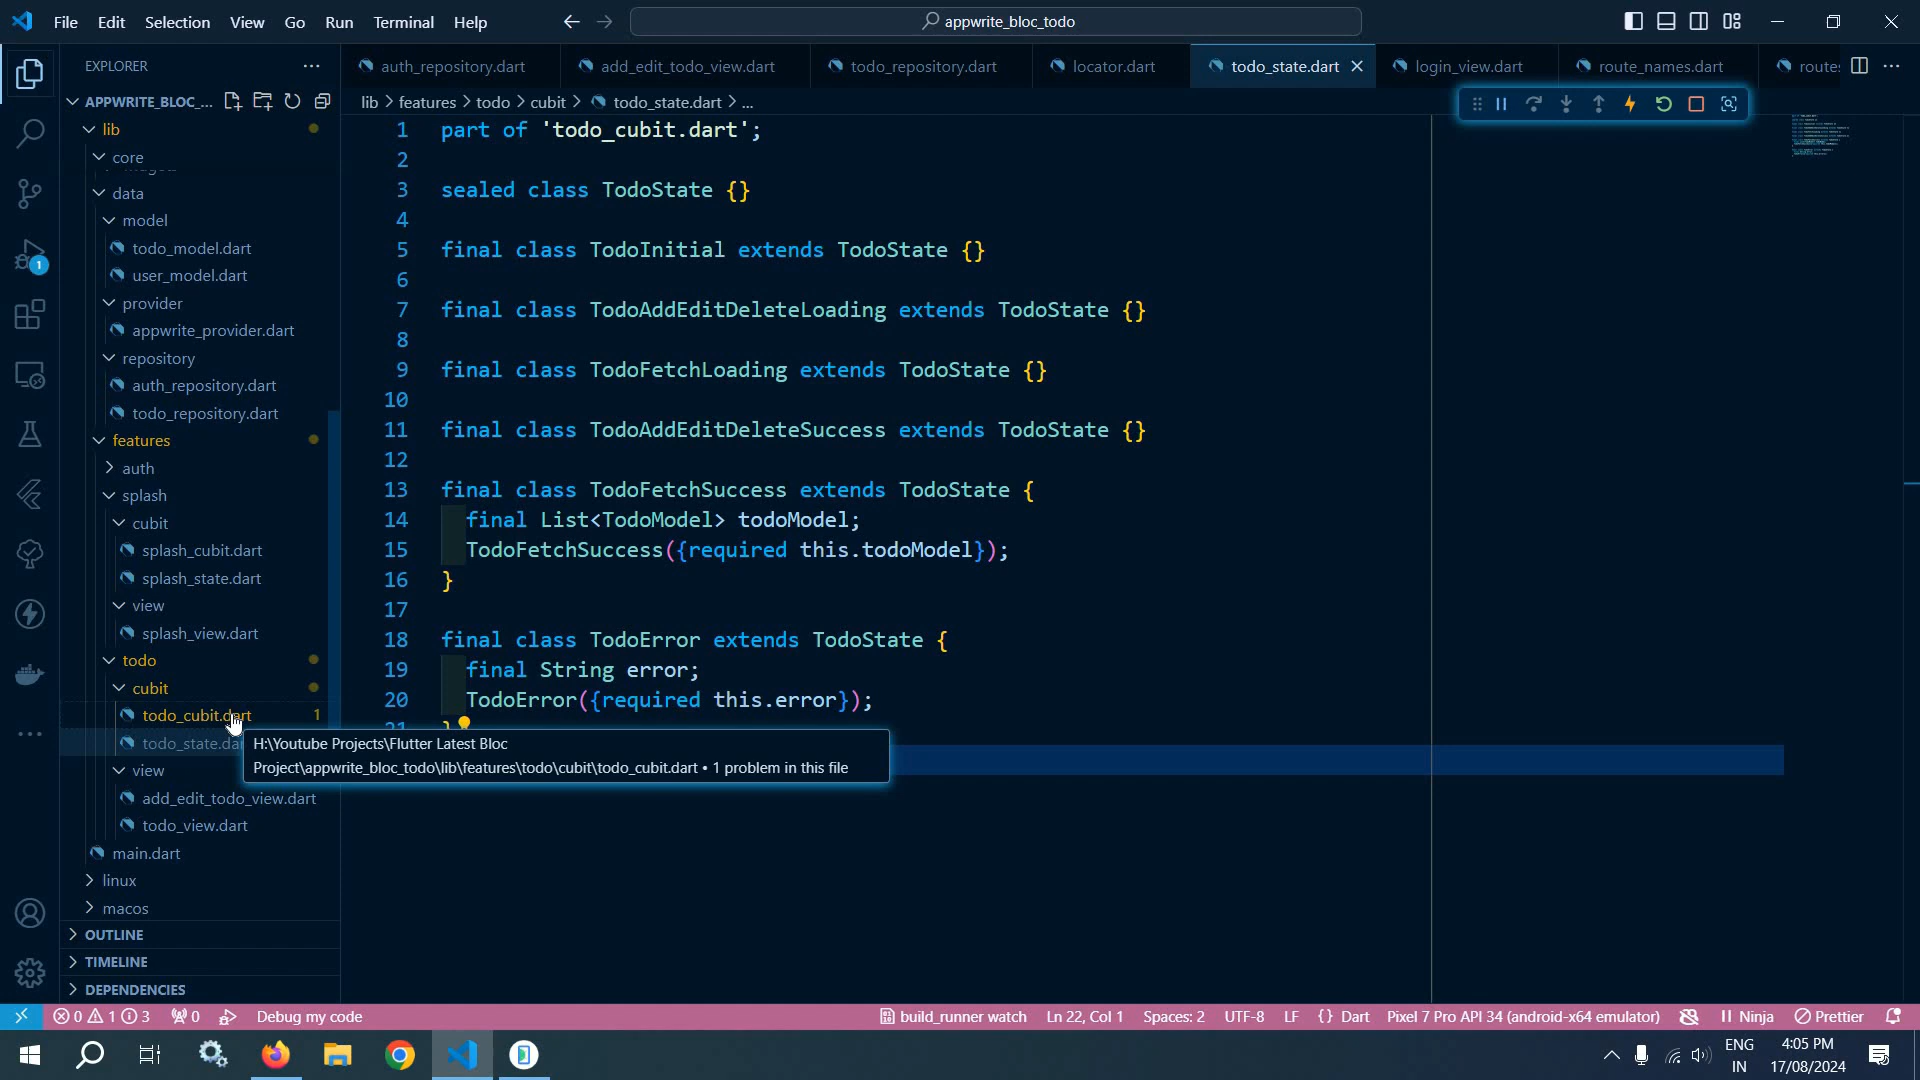 File Edit Selection View Go Run Terminal Help
appwrite_bloc_todo
EXPLORER
auth_repository.dart
add_edit_todo_view.dart
todo_repository.dart
locator.dart
todo_state.dart
login_view.dart
route_names.dart
route
APPWRITE_BLOC_...
lib > features > todo > cubit > todo_state.dart > ...
lib
core
data
model
todo_model.dart
user_model.dart
provider
appwrite_provider.dart
repository
auth_repository.dart
todo_repository.dart
features
auth
splash
cubit
splash_cubit.dart
splash_state.dart
view
splash_view.dart
todo
cubit
todo_cubit.dart 1
todo_state.da
view
add_edit_todo_view.dart
todo_view.dart
main.dart
linux
macos
OUTLINE
TIMELINE
DEPENDENCIES
1
1 part of 'todo_cubit.dart';
2
3 sealed class TodoState {}
4
5 final class TodoInitial extends TodoState {}
6
7 final class TodoAddEditDeleteLoading extends TodoState {}
8
9 final class TodoFetchLoading extends TodoState {}
10
11 final class TodoAddEditDeleteSuccess extends TodoState {}
12
13 final class TodoFetchSuccess extends TodoState {
14 final List<TodoModel> todoModel;
15 TodoFetchSuccess({required this.todoModel});
16 }
17
18 final class TodoError extends TodoState {
19 final String error;
20 TodoError({required this.error});
21 }
H:\Youtube Projects\Flutter Latest Bloc
Project\appwrite_bloc_todo\lib\features\todo\cubit\todo_cubit.dart • 1 problem in this file
0 1 3 0 Debug my code build_runner watch Ln 22, Col 1 Spaces: 2 UTF-8 LF {} Dart Pixel 7 Pro API 34 (android-x64 emulator) Ninja Prettier
ENG
IN
4:05 PM
17/08/2024